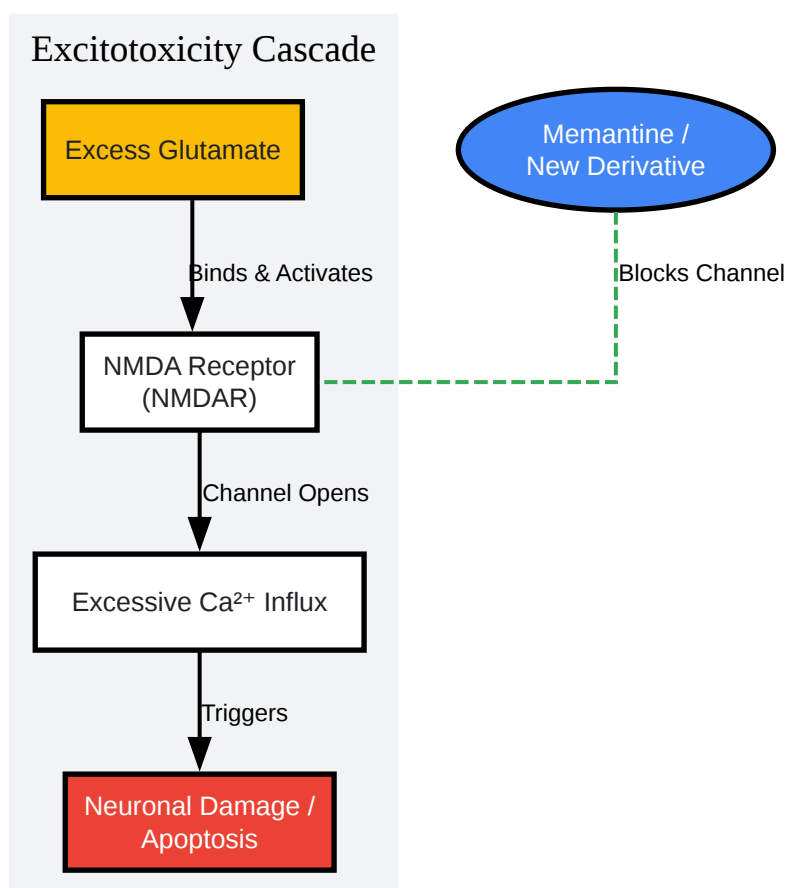 Excitotoxicity Cascade
Excess Glutamate
Memantine /
New Derivative
Binds & Activates
Blocks Channel
NMDA Receptor
(NMDAR)
Channel Opens
Excessive Ca²⁺ Influx
Triggers
Neuronal Damage /
Apoptosis